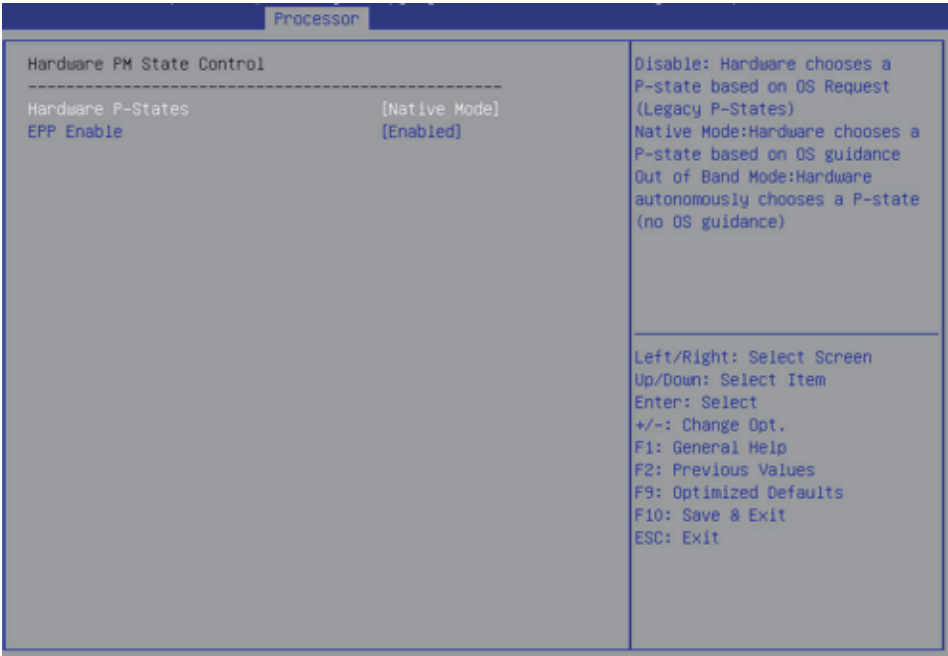 Processor
Hardware PM State Control
----------------------------------------------------
Hardware P-States [Native Mode]
EPP Enable [Enabled]
Disable: Hardware chooses a
P-state based on OS Request
(Legacy P-States)
Native Mode:Hardware chooses a
P-state based on OS guidance
Out of Band Mode:Hardware
autonomously chooses a P-state
(no OS guidance)
Left/Right: Select Screen
Up/Down: Select Item
Enter: Select
+/-: Change Opt.
F1: General Help
F2: Previous Values
F9: Optimized Defaults
F10: Save & Exit
ESC: Exit